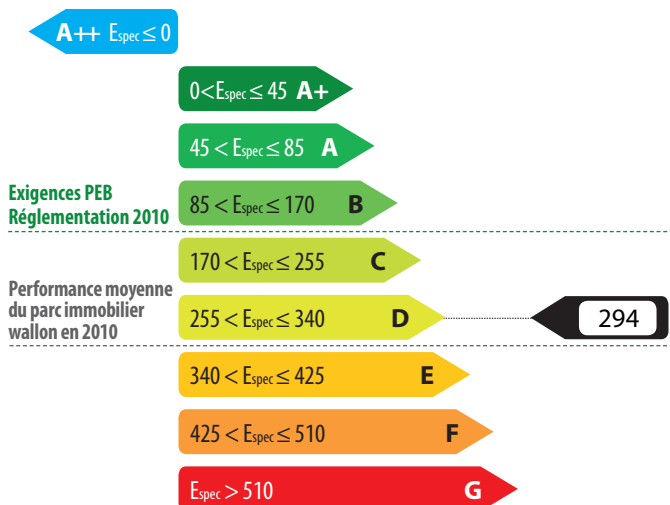 A++ Espec ≤ 0
0 < Espec ≤ 45 A+
45 < Espec ≤ 85 A
Exigences PEB
Réglementation 2010
85 < Espec ≤ 170 B
170 < Espec ≤ 255 C
Performance moyenne
du parc immobilier
wallon en 2010
255 < Espec ≤ 340 D
294
340 < Espec ≤ 425 E
425 < Espec ≤ 510 F
Espec > 510 G